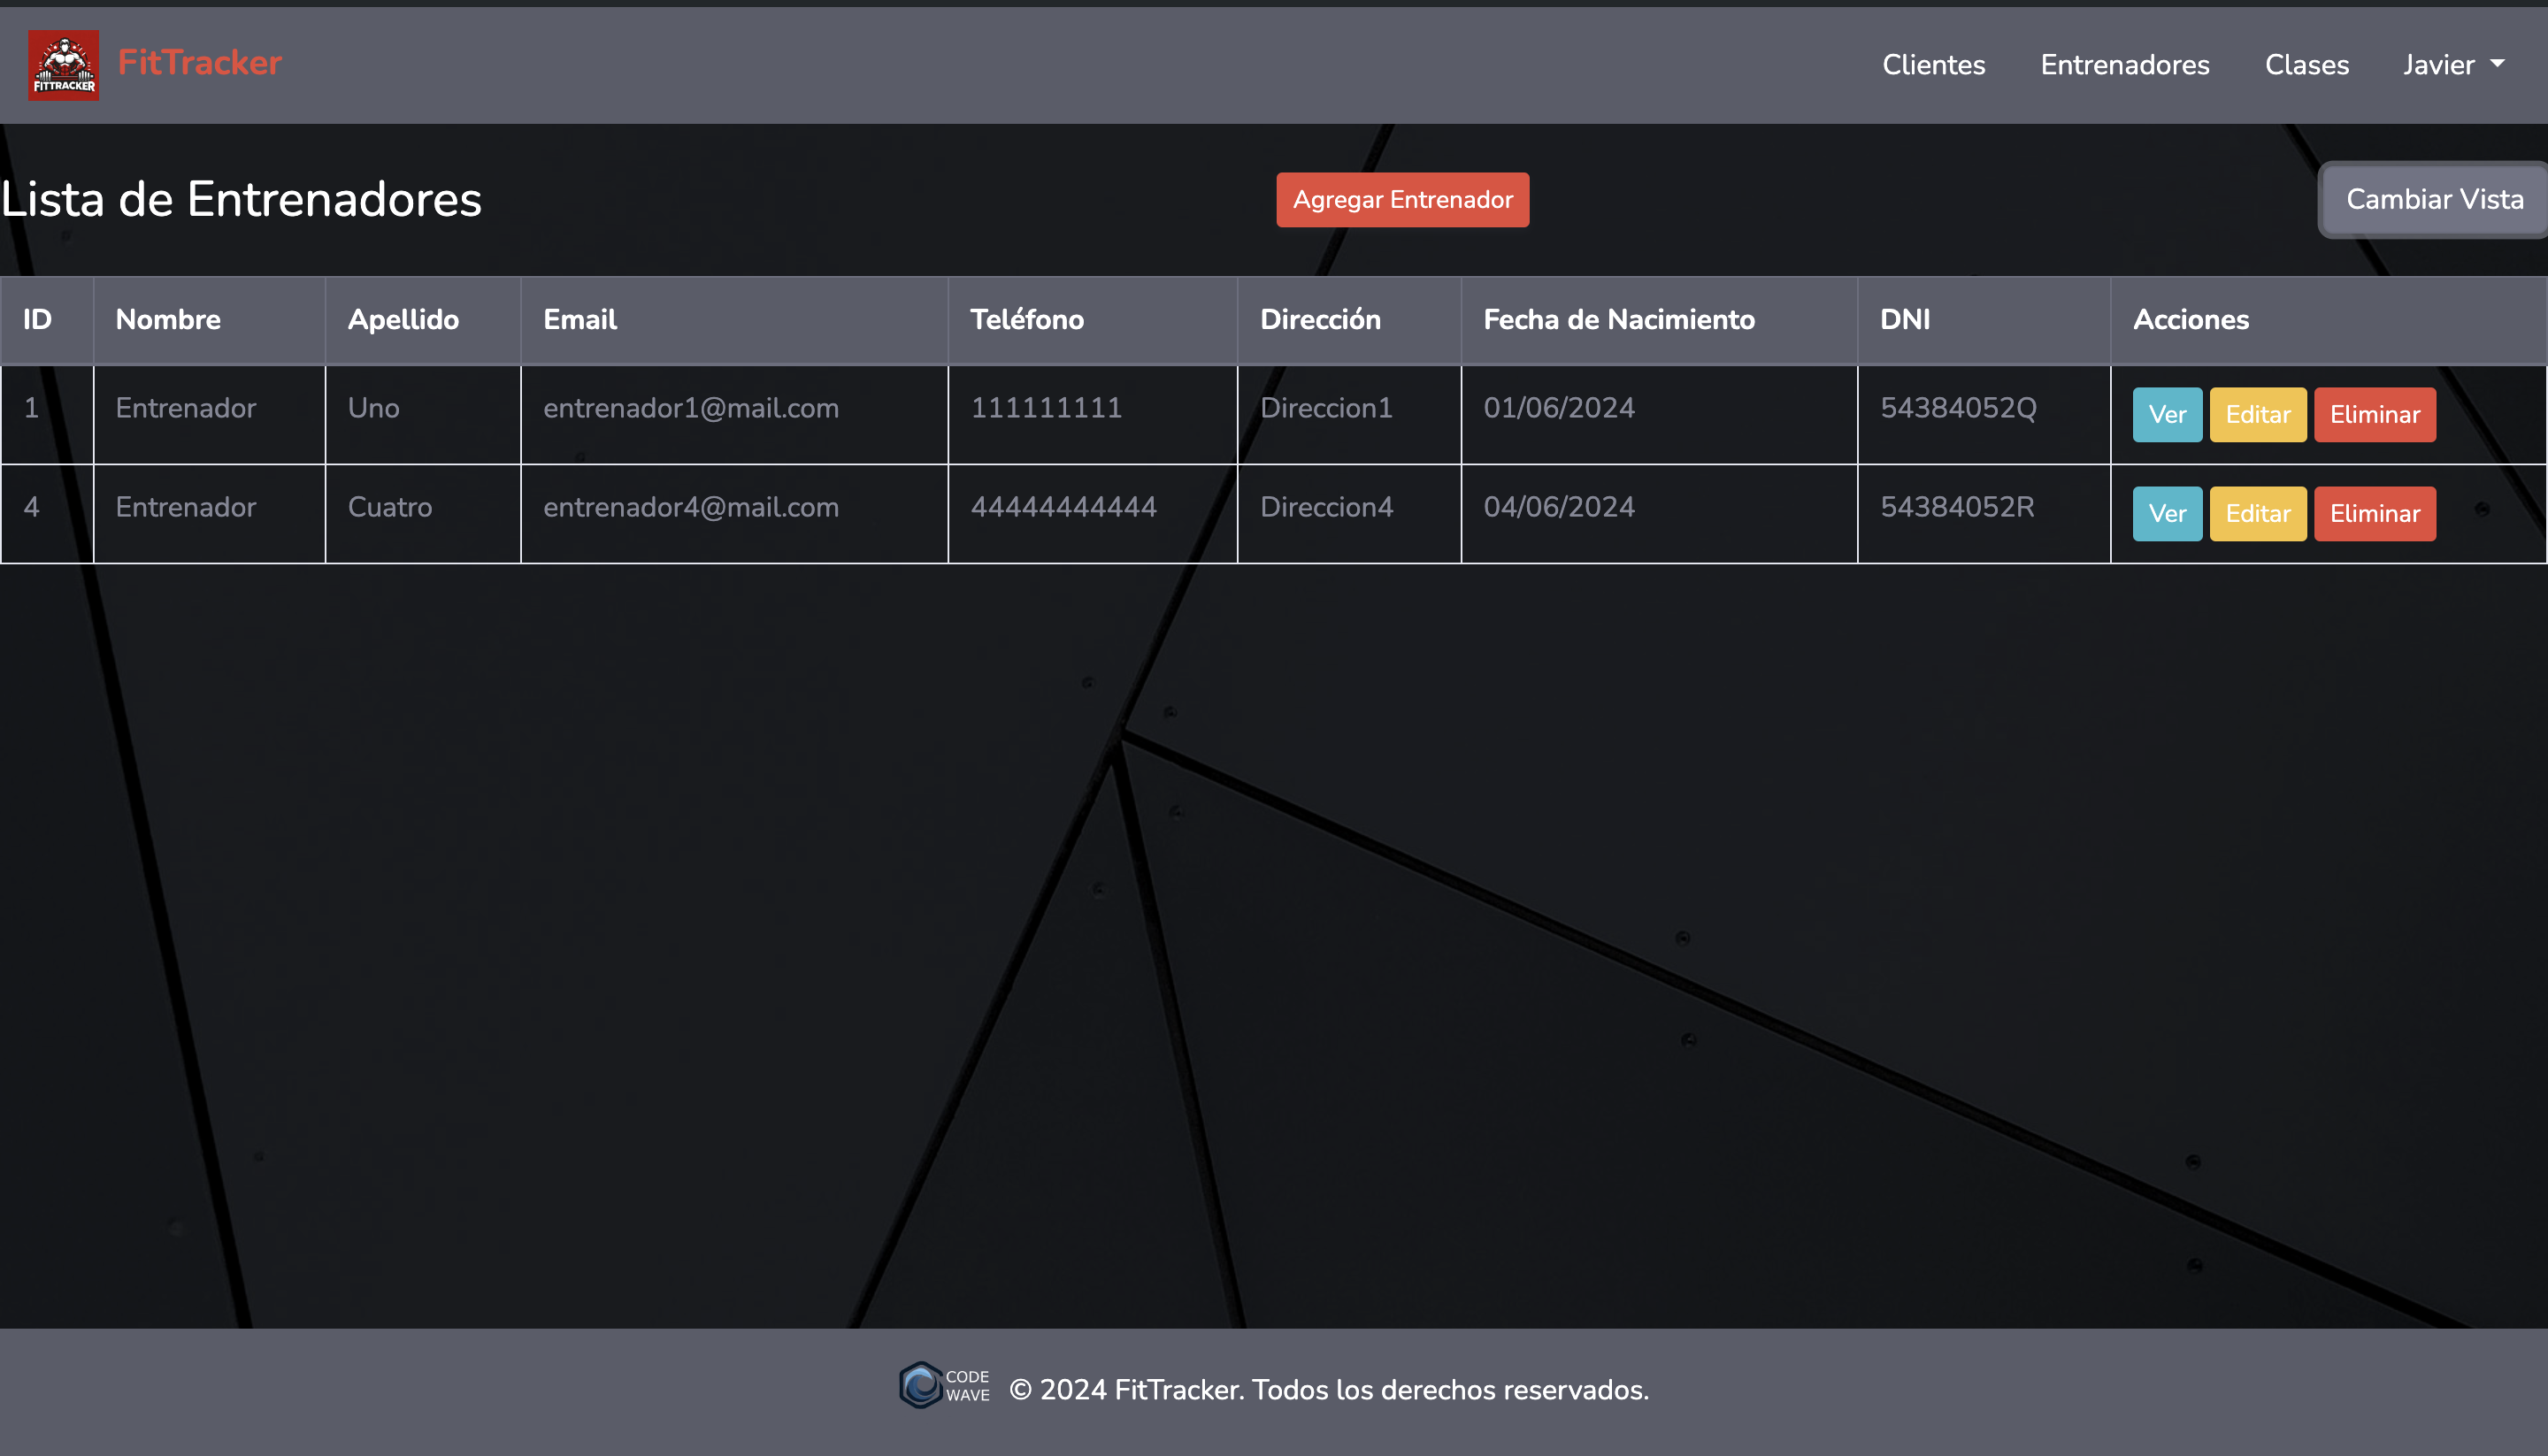 FITTRACKER
FitTracker
Clientes Entrenadores Clases Javier
Lista de Entrenadores
Agregar Entrenador
Cambiar Vista
ID Nombre Apellido Email Teléfono Dirección Fecha de Nacimiento DNI Acciones
1 Entrenador Uno entrenador1@mail.com 111111111 Direccion1 01/06/2024 54384052Q Ver Editar Eliminar
4 Entrenador Cuatro entrenador4@mail.com 44444444444 Direccion4 04/06/2024 54384052R Ver Editar Eliminar
CODE
WAVE
© 2024 FitTracker. Todos los derechos reservados.